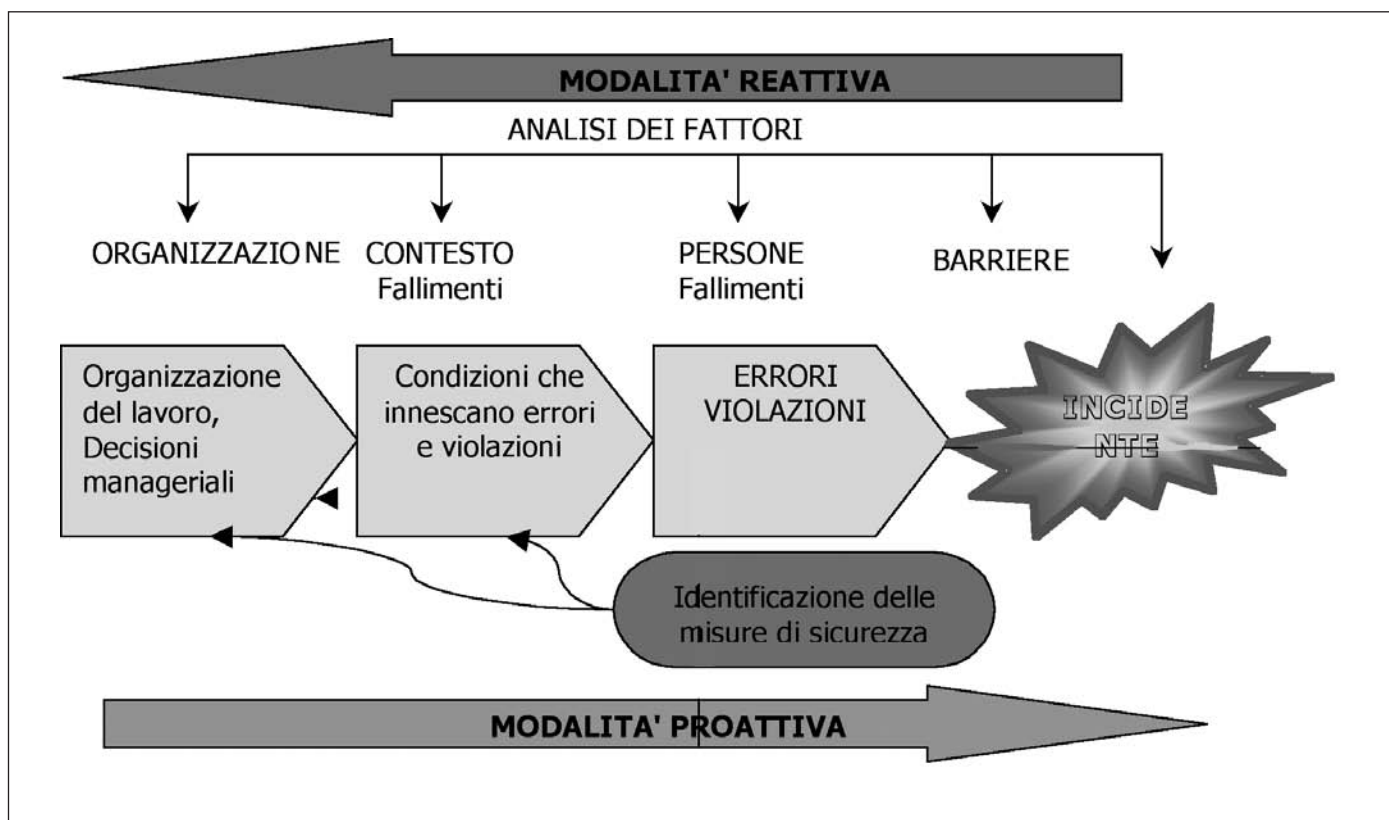 MODALITA' REATTIVA
ANALISI DEI FATTORI
ORGANIZZAZIONE
CONTESTO
Fallimenti
PERSONE
Fallimenti
BARRIERE
Organizzazione
del lavoro,
Decisioni
manageriali
Condizioni che
innescano errori
e violazioni
ERRORI
VIOLAZIONI
INCIDE
NTE
Identificazione delle
misure di sicurezza
MODALITA' PROATTIVA